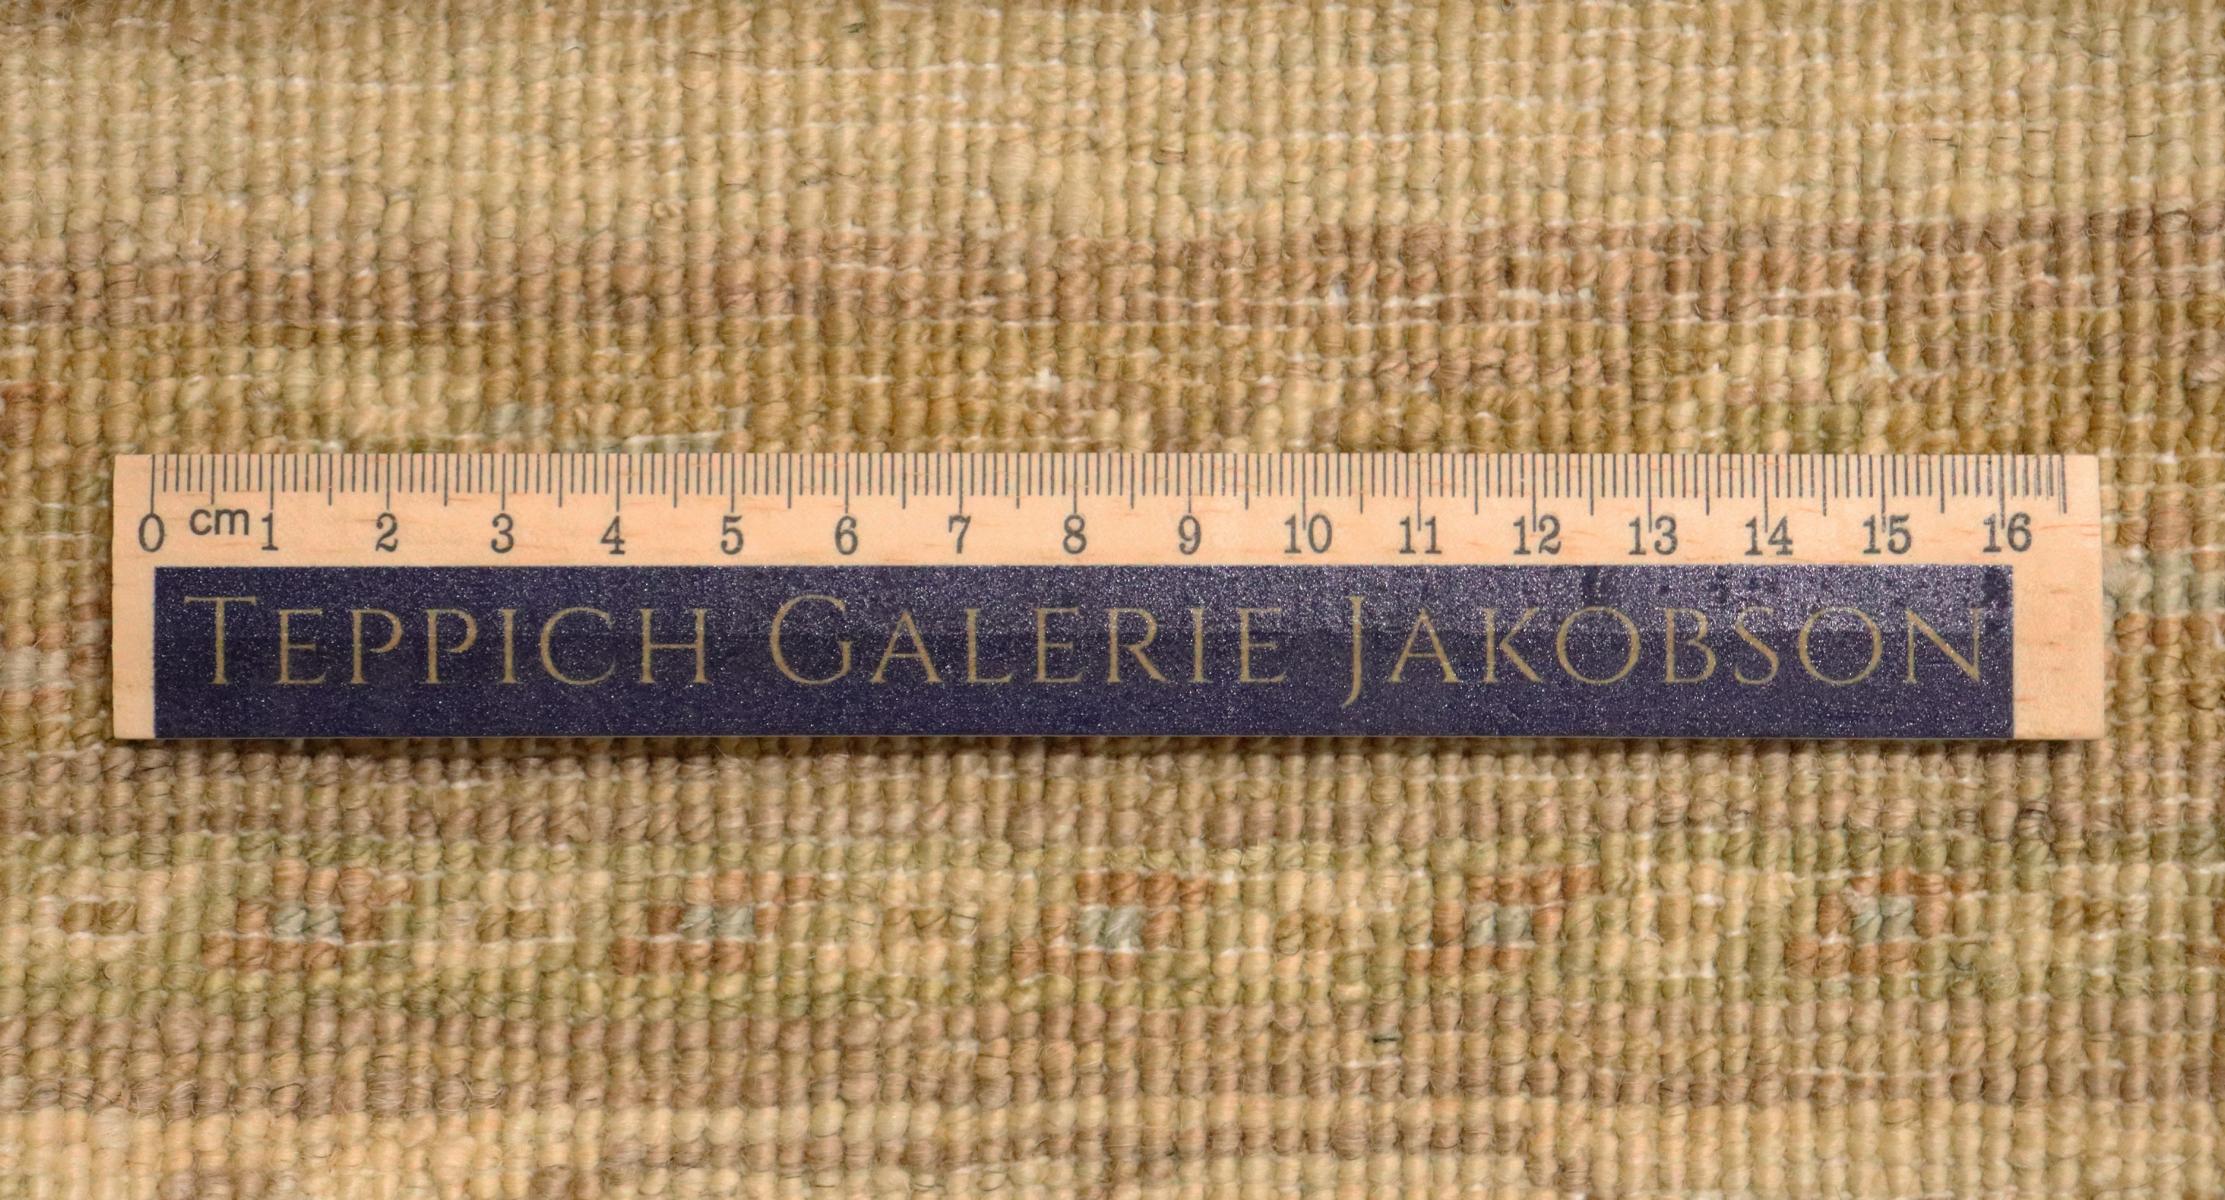 0 cm 1 2 3 4 5 6 7 8 9 10 11 12 13 14 15 16
TEPPICH GALERIE JAKOBSON